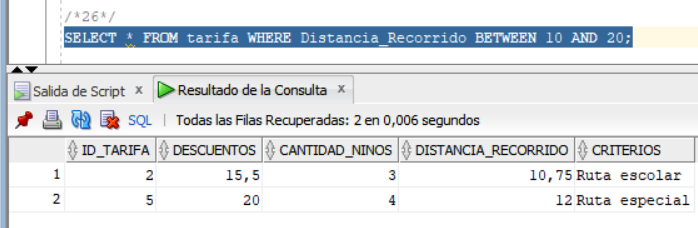 /*26*/
SELECT * FROM tarifa WHERE Distancia_Recorrido BETWEEN 10 AND 20;
Salida de Script x Resultado de la Consulta x
SQL | Todas las Filas Recuperadas: 2 en 0,006 segundos
ID_TARIFA DESCUENTOS CANTIDAD_NINOS DISTANCIA_RECORRIDO CRITERIOS
1 2 15,5 3 10,75 Ruta escolar
2 5 20 4 12 Ruta especial